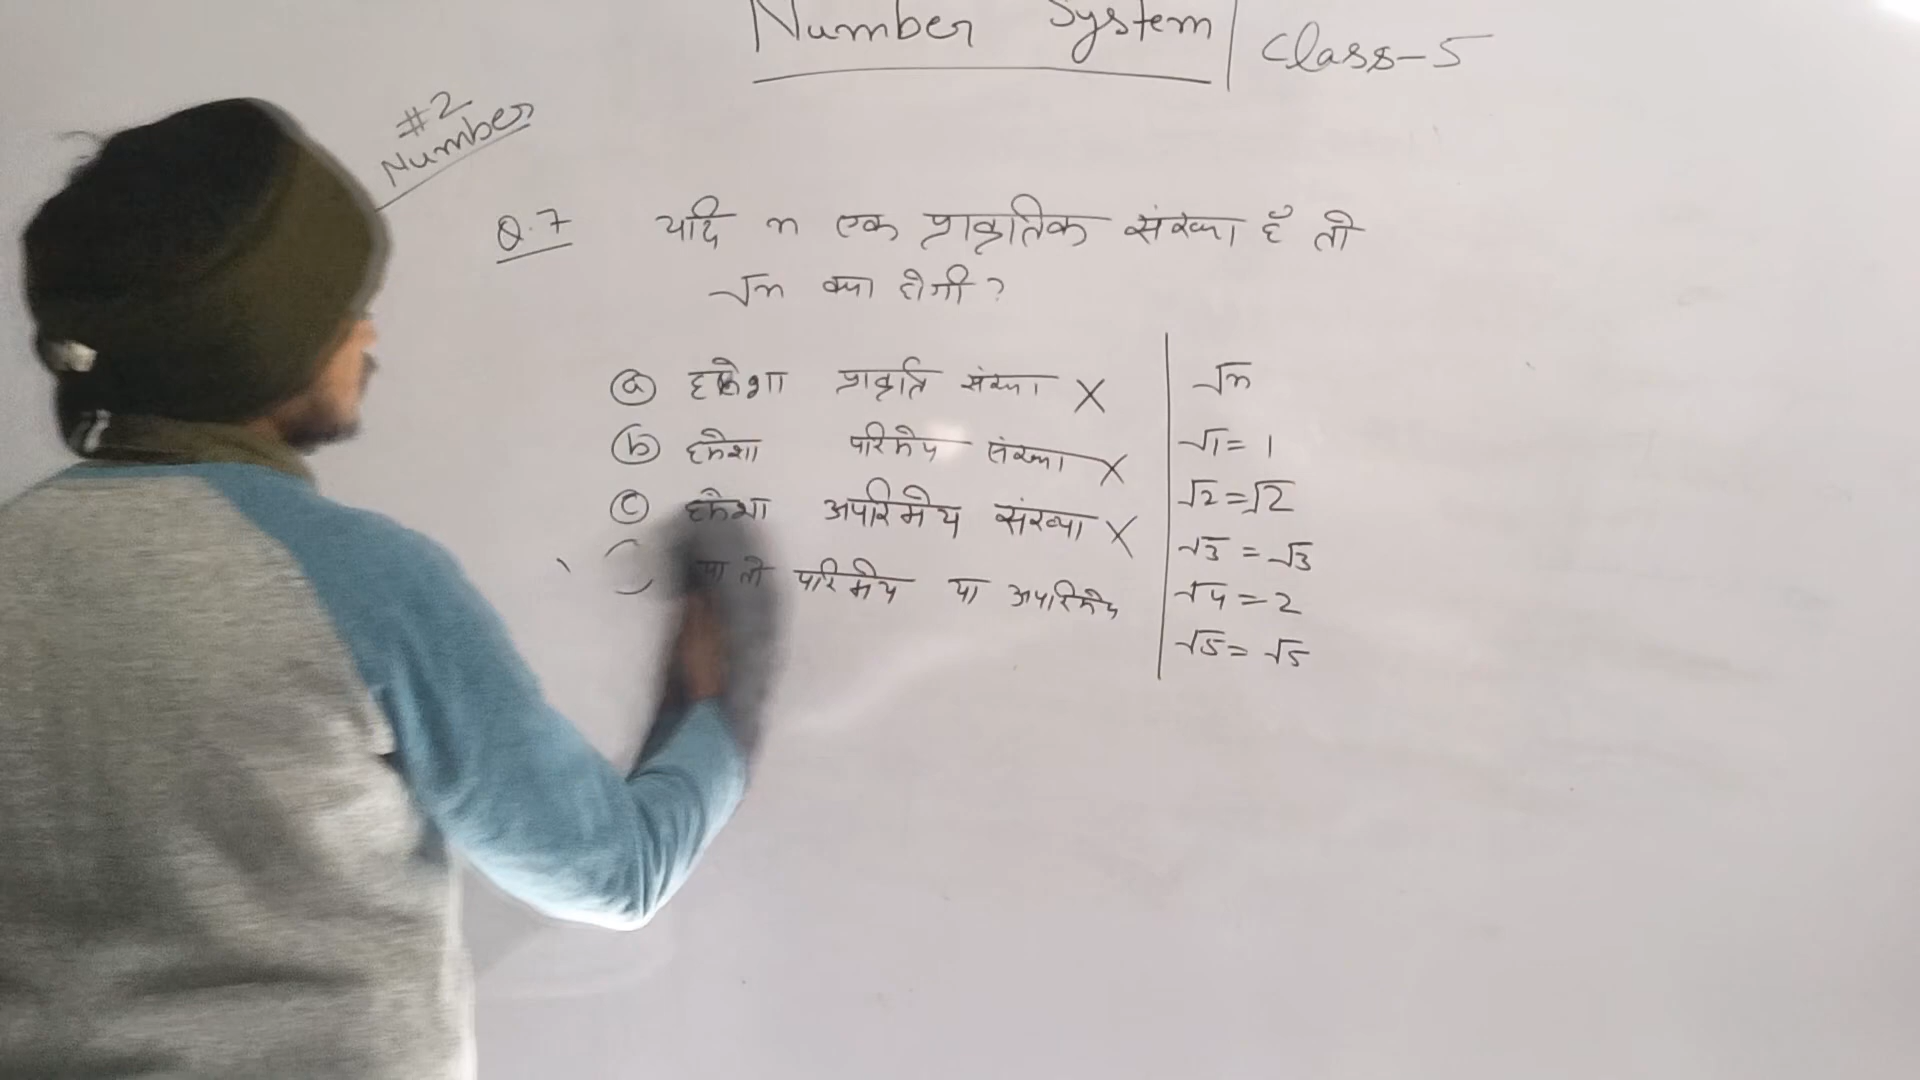 Number System | Class-5
#2
Number
Q.7 यदि n एक प्राकृतिक संख्या हैं तो
√n क्या होगी ?
(a) हमेशा प्राकृति संख्या X
(b) हमेशा परिमेय संख्या X
(c) हमेशा अपरिमेय संख्या X
या तो परिमेय या अपरिमेय
√n
√1 = 1
√2 = √2
√3 = √3
√4 = 2
√5 = √5